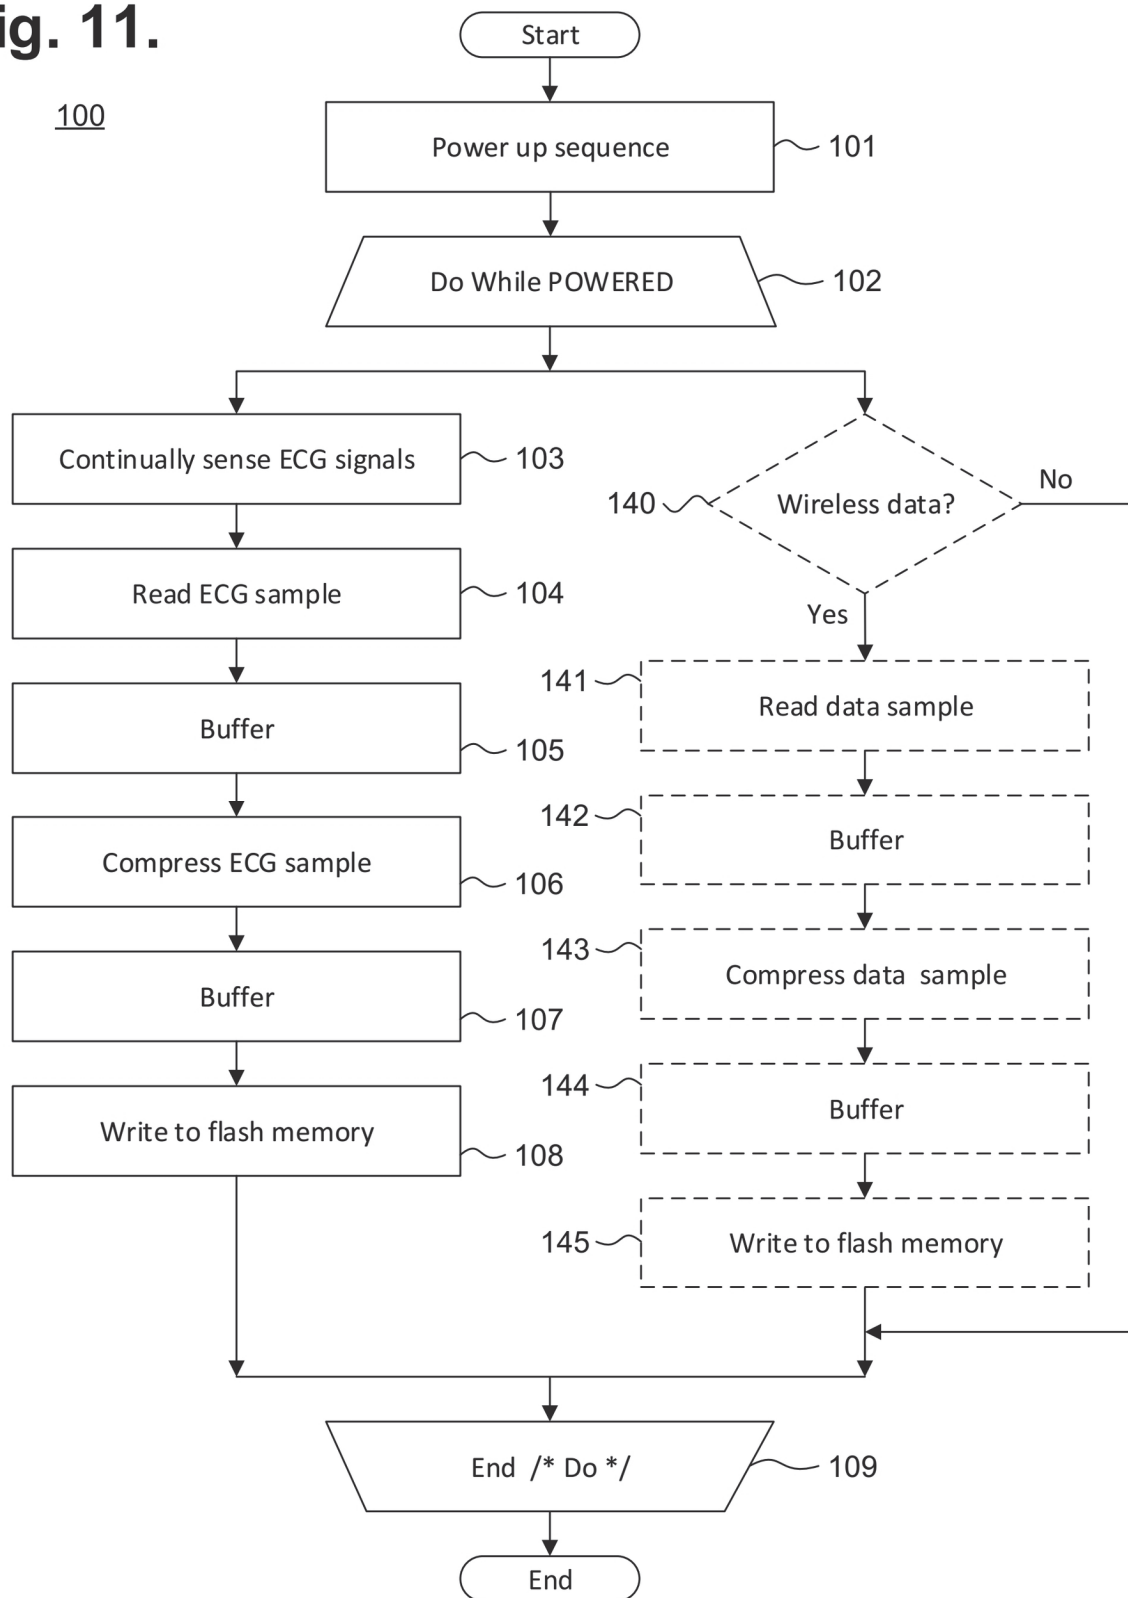 ig. 11.
100
Start
Power up sequence
101
Do While POWERED
102
Continually sense ECG signals
103
140
Wireless data?
No
Yes
Read ECG sample
104
141
Read data sample
Buffer
105
142
Buffer
Compress ECG sample
106
143
Compress data sample
Buffer
107
144
Buffer
Write to flash memory
108
145
Write to flash memory
End /* Do */
109
End